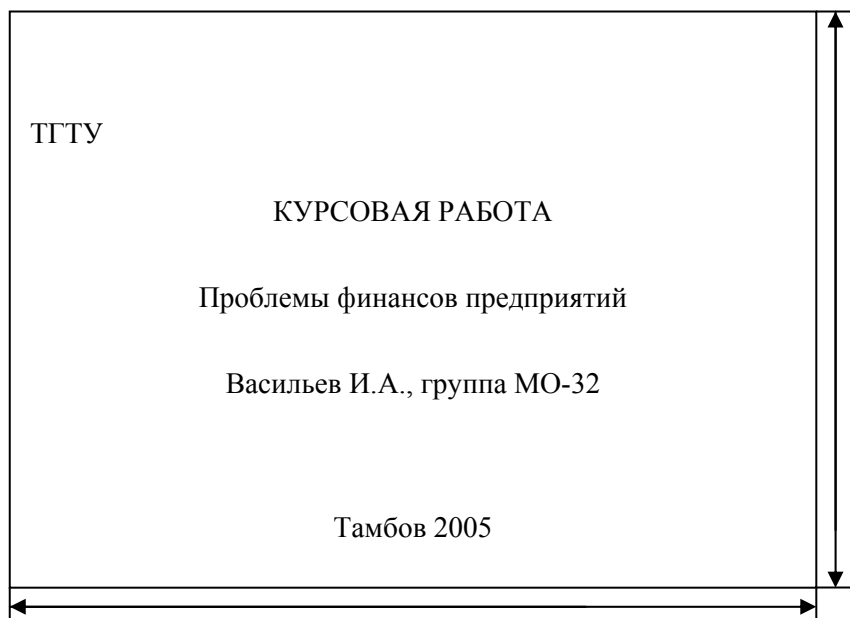 ТГТУ
КУРСОВАЯ РАБОТА
Проблемы финансов предприятий
Васильев И.А., группа МО-32
Тамбов 2005